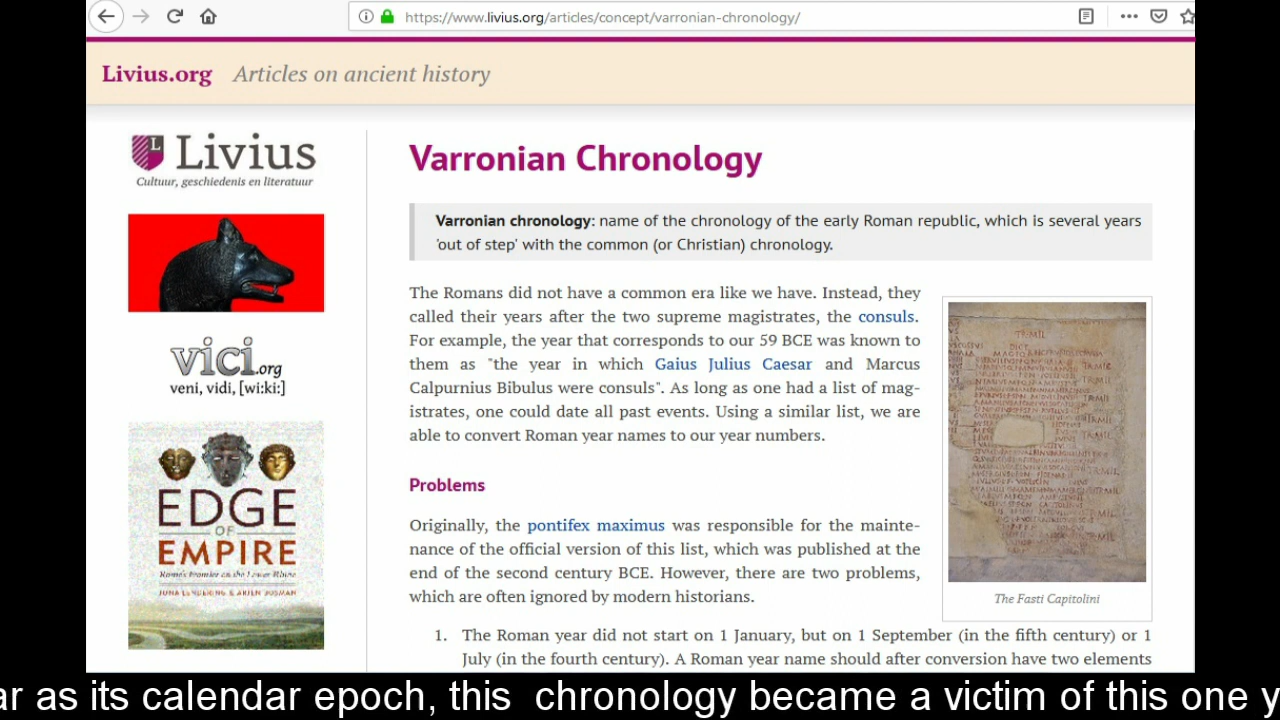 https://www.livius.org/articles/concept/varronian-chronology/
Livius.org Articles on ancient history
L
Livius
Cultuur, geschiedenis en literatuur
vici.org
veni, vidi, [wi:ki:]
EDGE
OF
EMPIRE
Rome's Frontier on the Lower Rhine
JONA LENDERING & ARJEN BOSMAN
Varronian Chronology
Varronian chronology: name of the chronology of the early Roman republic, which is several years
'out of step' with the common (or Christian) chronology.
The Romans did not have a common era like we have. Instead, they
called their years after the two supreme magistrates, the consuls.
For example, the year that corresponds to our 59 BCE was known to
them as "the year in which Gaius Julius Caesar and Marcus
Calpurnius Bibulus were consuls". As long as one had a list of mag-
istrates, one could date all past events. Using a similar list, we are
able to convert Roman year names to our year numbers.
Problems
Originally, the pontifex maximus was responsible for the mainte-
nance of the official version of this list, which was published at the
end of the second century BCE. However, there are two problems,
which are often ignored by modern historians.
The Fasti Capitolini
1. The Roman year did not start on 1 January, but on 1 September (in the fifth century) or 1
July (in the fourth century). A Roman year name should after conversion have two elements
ar as its calendar epoch, this chronology became a victim of this one y